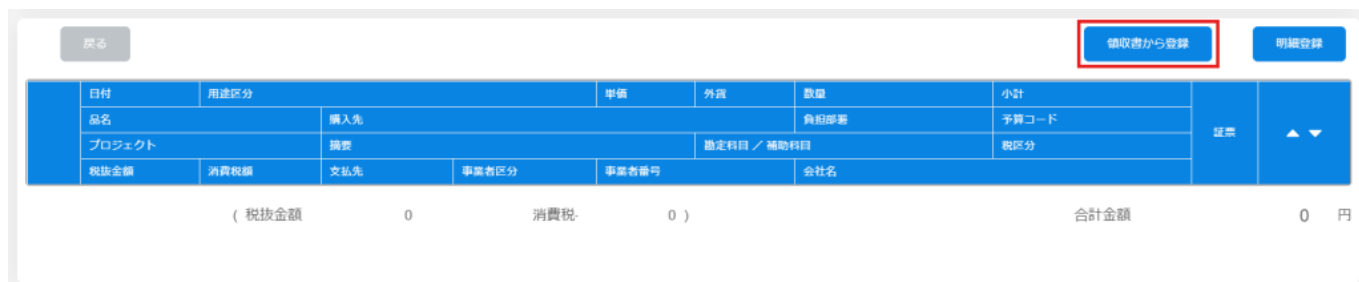 戻る 領収書から登録 明細登録
日付 用途区分 単価 外貨 数量 小計
品名 購入先 負担部署 予算コード
証票 ▲ ▼
プロジェクト 摘要 勘定科目 / 補助科目 税区分
税抜金額 消費税額 支払先 事業者区分 事業者番号 会社名
( 税抜金額 0 消費税- 0 ) 合計金額 0 円